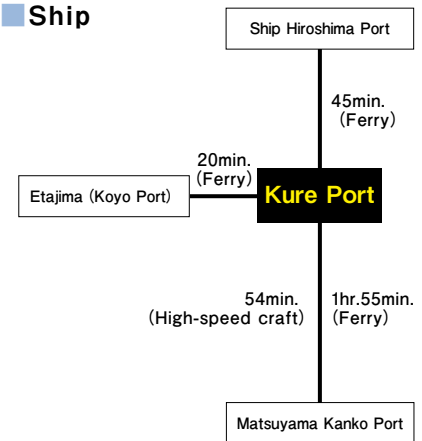 Ship
Ship Hiroshima Port
45min.
(Ferry)
20min.
(Ferry)
Etajima (Koyo Port)
Kure Port
54min.
(High-speed craft)
1hr.55min.
(Ferry)
Matsuyama Kanko Port